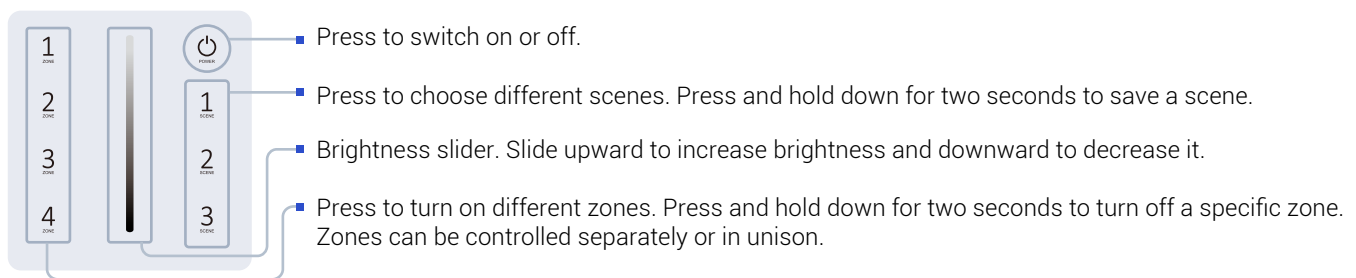 1
ZONE
2
ZONE
3
ZONE
4
ZONE
POWER
1
SCENE
2
SCENE
3
SCENE
Press to switch on or off.
Press to choose different scenes. Press and hold down for two seconds to save a scene.
Brightness slider. Slide upward to increase brightness and downward to decrease it.
Press to turn on different zones. Press and hold down for two seconds to turn off a specific zone.
Zones can be controlled separately or in unison.